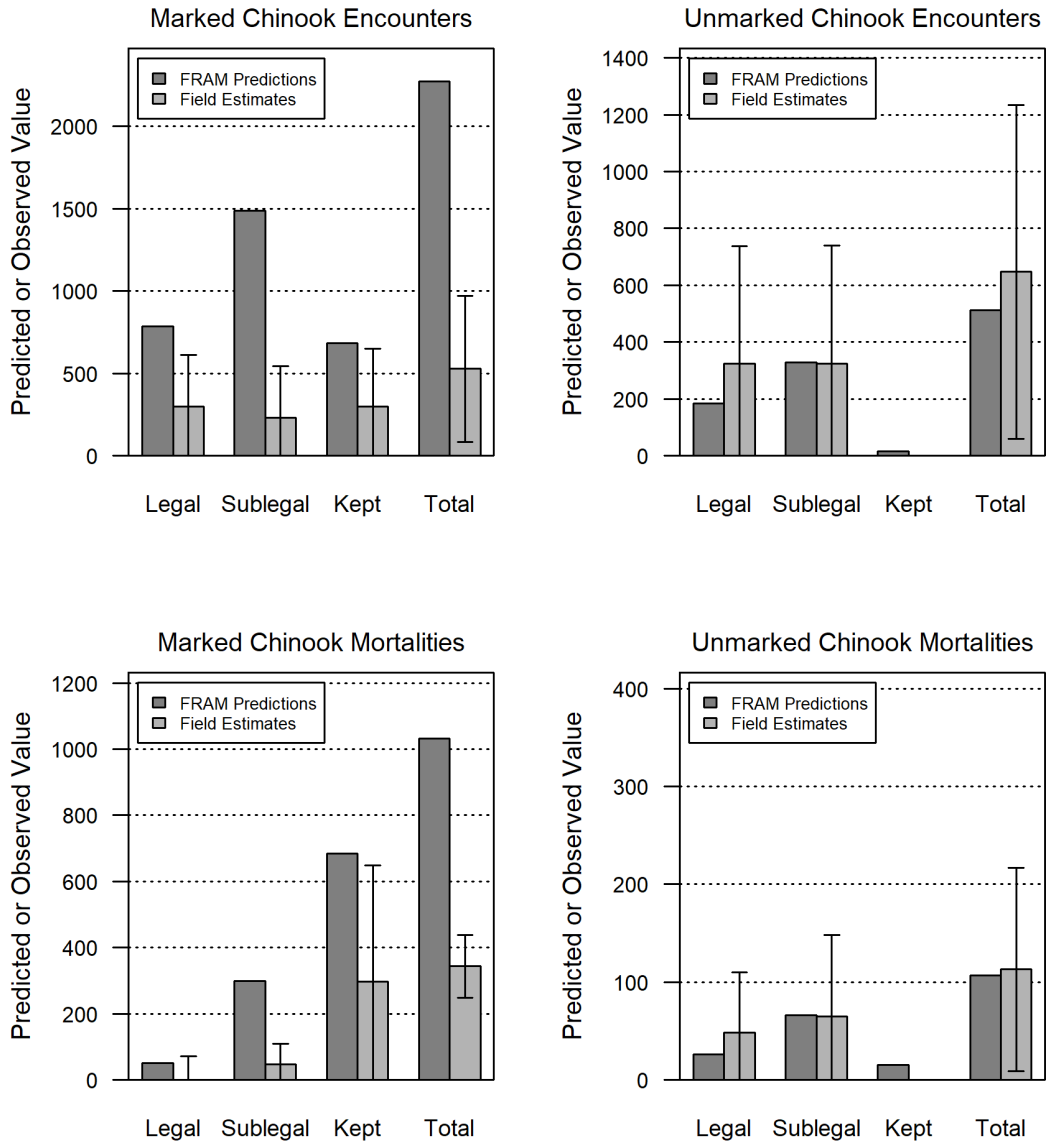 Marked Chinook Encounters
Predicted or Observed Value
2000
1500
1000
500
0
FRAM Predictions
Field Estimates
Legal Sublegal Kept Total
Unmarked Chinook Encounters
Predicted or Observed Value
1400
1200
1000
800
600
400
200
0
FRAM Predictions
Field Estimates
Legal Sublegal Kept Total
Marked Chinook Mortalities
Predicted or Observed Value
1200
1000
800
600
400
200
0
FRAM Predictions
Field Estimates
Legal Sublegal Kept Total
Unmarked Chinook Mortalities
Predicted or Observed Value
400
300
200
100
0
FRAM Predictions
Field Estimates
Legal Sublegal Kept Total